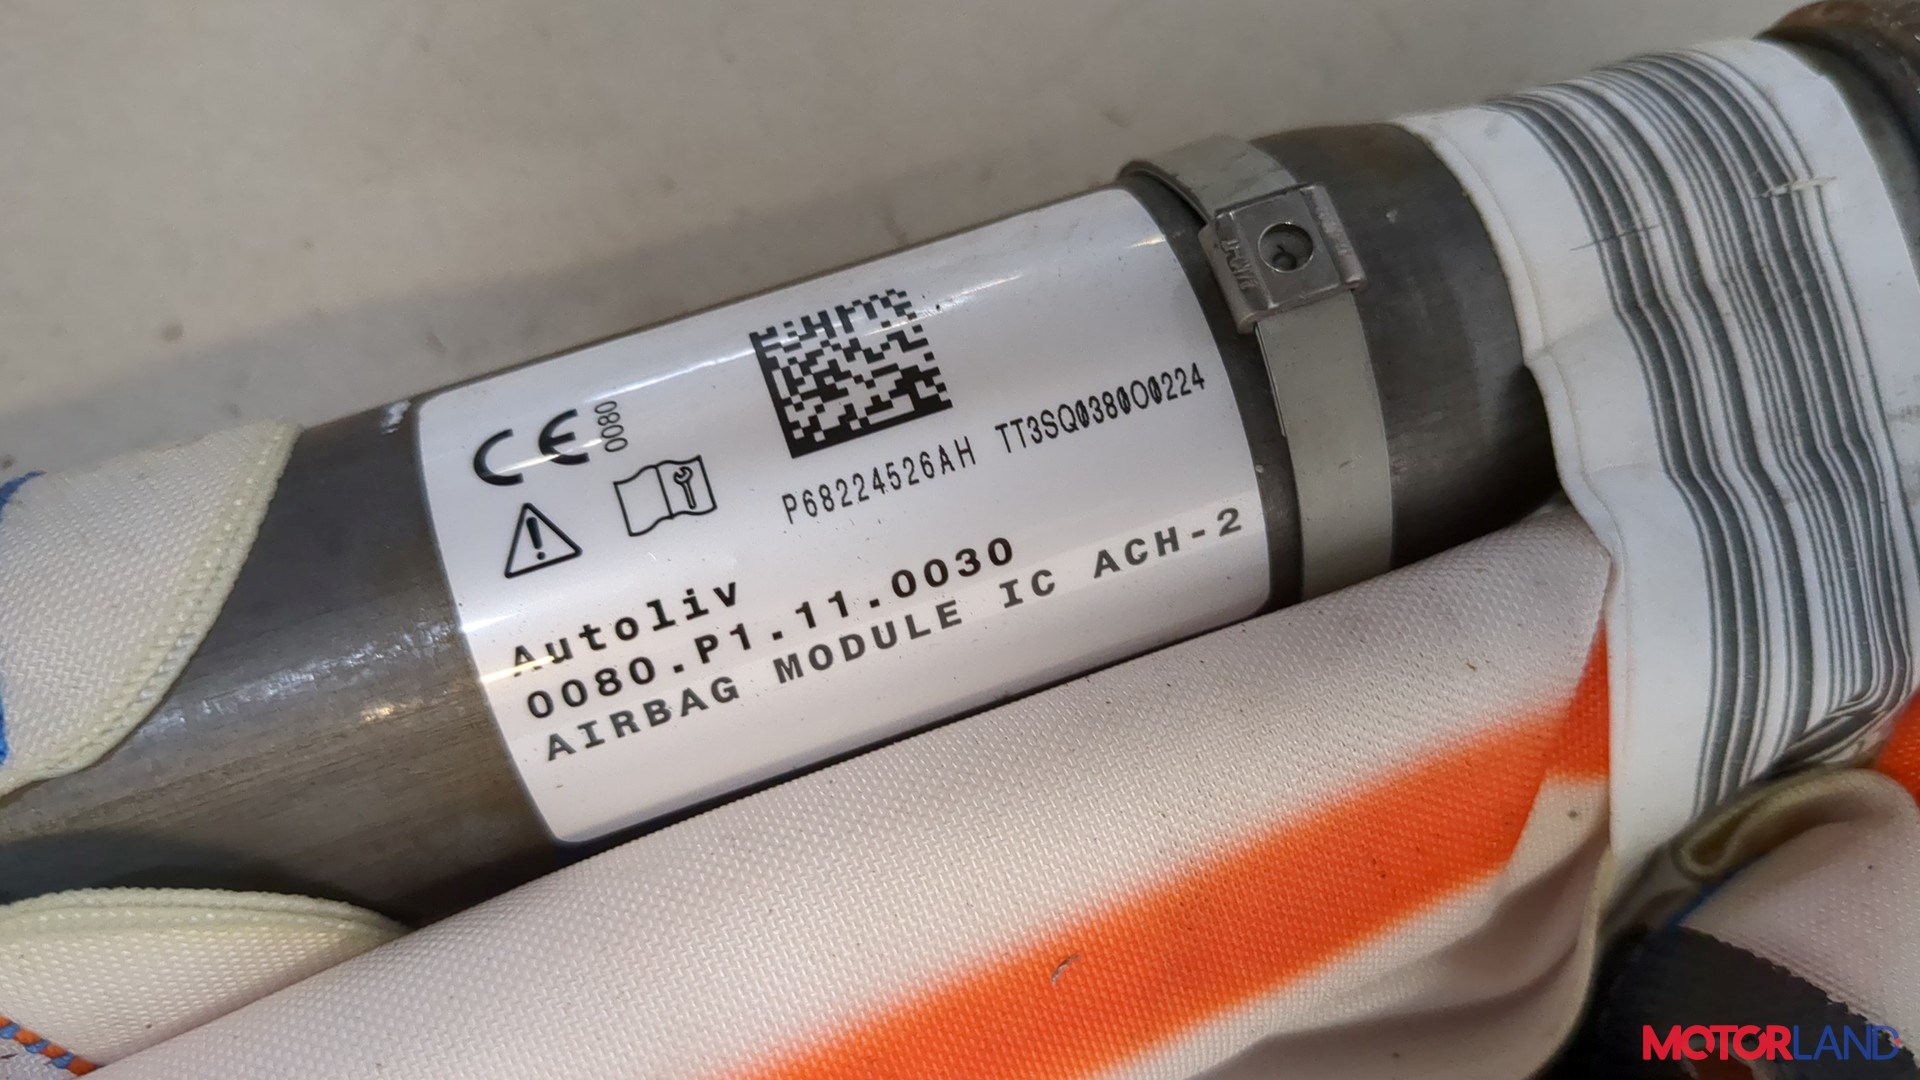 CE 0080
P68224526AH TT3SQ0380O0224
Autoliv
0080.P1.11.0030
AIRBAG MODULE IC ACH-2
MOTORLAND